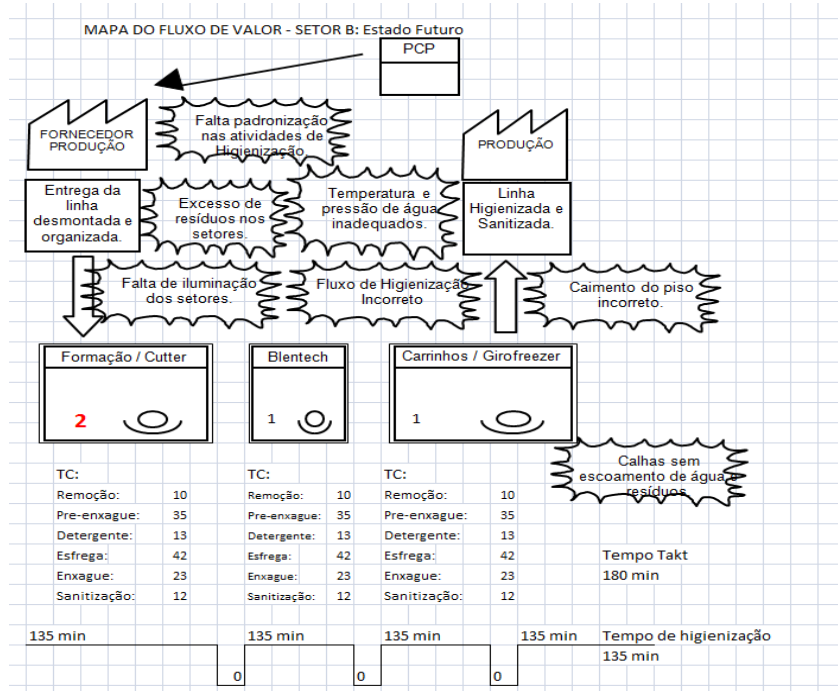 MAPA DO FLUXO DE VALOR - SETOR B: Estado Futuro
PCP
FORNECEDOR
PRODUÇÃO
Falta padronização
nas atividades de
Higienização
PRODUÇÃO
Entrega da
linha
desmontada e
organizada.
Excesso de
resíduos nos
setores.
Temperatura e
pressão de água
inadequados.
Linha
Higienizada e
Sanitizada.
Falta de iluminação
dos setores.
Fluxo de Higienização
Incorreto
Caimento do piso
incorreto.
Formação / Cutter
2
Blentech
1
Carrinhos / Girofreezer
1
Calhas sem
escoamento de água e
resíduos
TC:
Remoção: 10
Pre-enxague: 35
Detergente: 13
Esfrega: 42
Enxague: 23
Sanitização: 12
TC:
Remoção: 10
Pre-enxague: 35
Detergente: 13
Esfrega: 42
Enxague: 23
Sanitização: 12
TC:
Remoção: 10
Pre-enxague: 35
Detergente: 13
Esfrega: 42
Enxague: 23
Sanitização: 12
Tempo Takt
180 min
135 min 135 min 135 min 135 min
0 0 0
Tempo de higienização
135 min